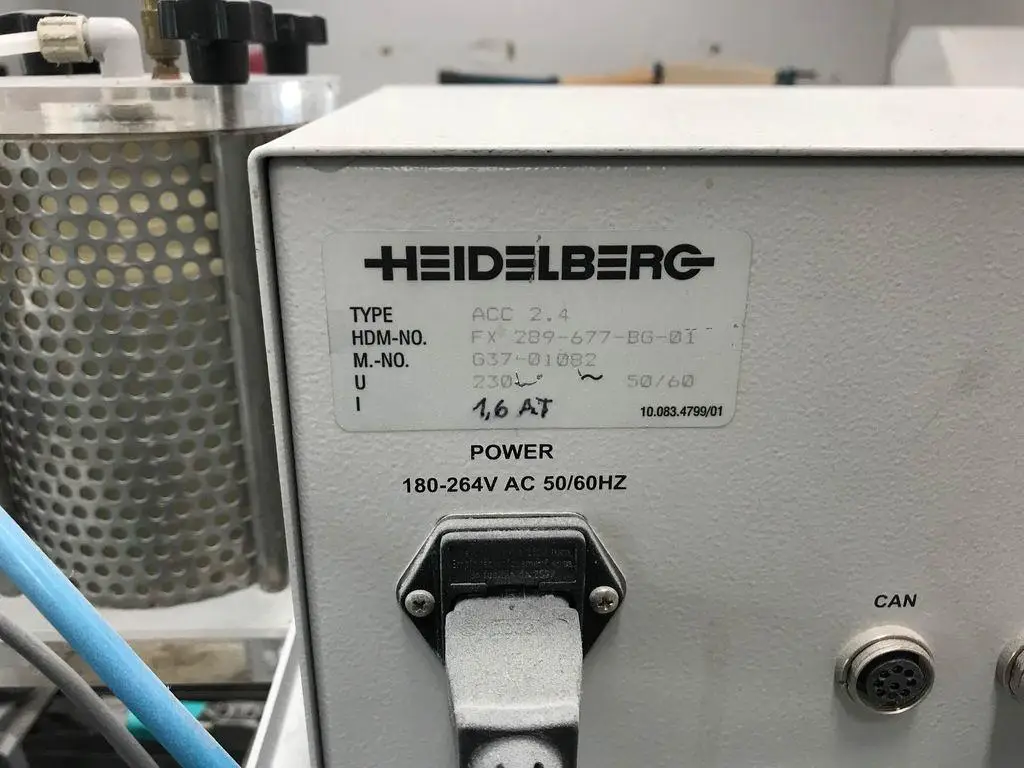 HEIDELBERG
TYPE ACC 2.4
HDM-NO. FX 289-677-BG-01
M.-NO. G37-01082
U 230 ~ 50/60
I 1,6 AT 10.083.4799/01
POWER
180-264V AC 50/60HZ
CAN